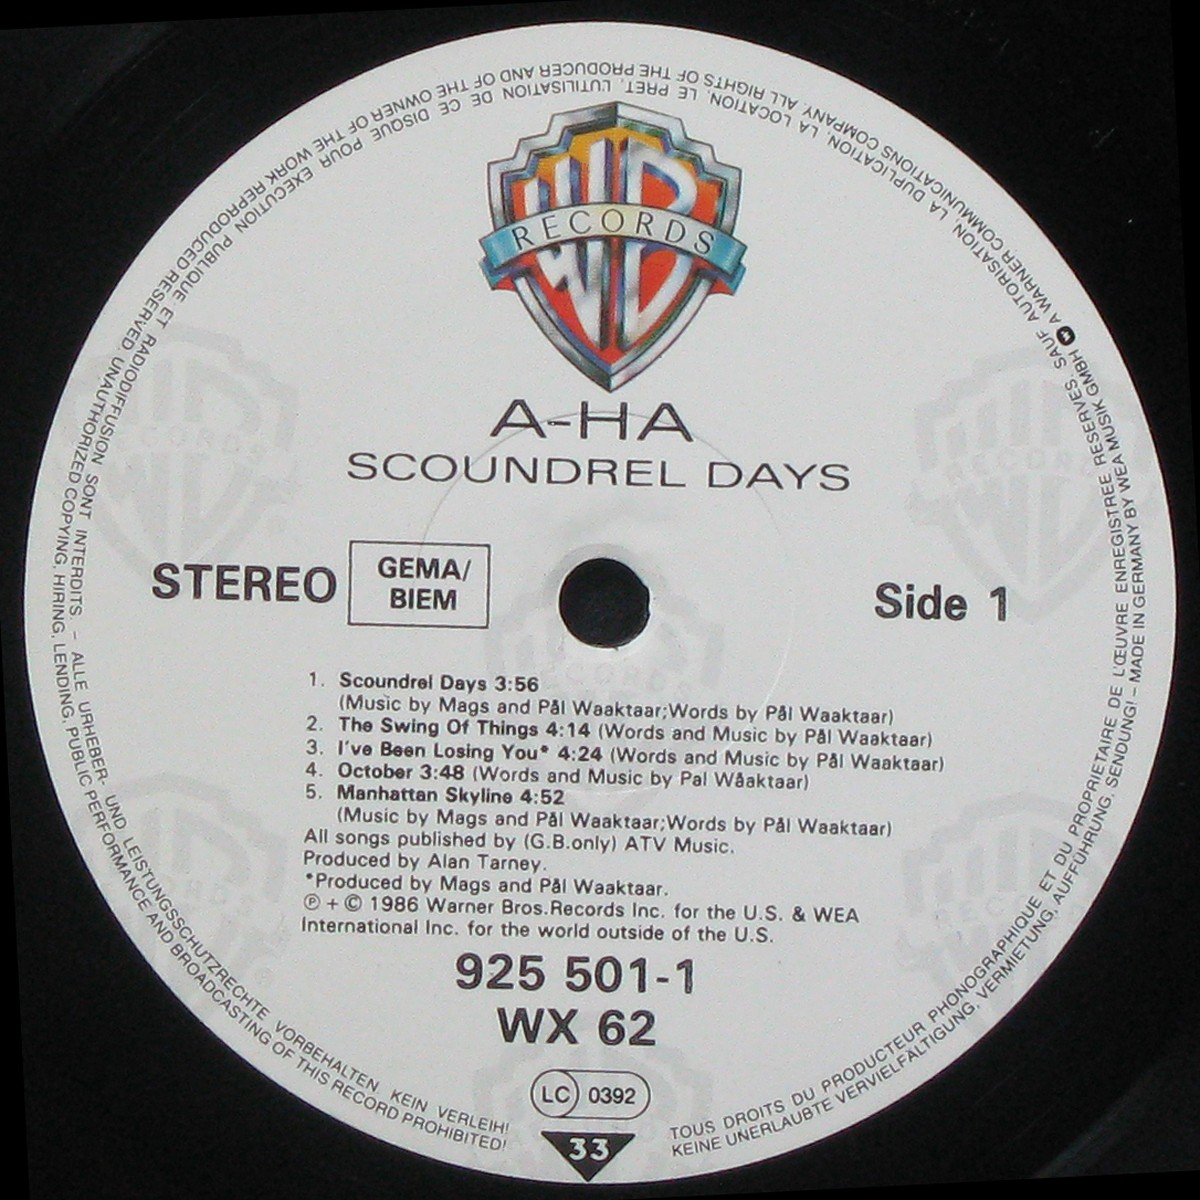 WB
RECORDS
A-HA
SCOUNDREL DAYS
STEREO
GEMA/
BIEM
Side 1
1. Scoundrel Days 3:56
(Music by Mags and Pål Waaktaar;Words by Pål Waaktaar)
2. The Swing Of Things 4:14 (Words and Music by Pål Waaktaar)
3. I've Been Losing You* 4:24 (Words and Music by Pål Waaktaar)
4. October 3:48 (Words and Music by Pal Wåaktaar)
5. Manhattan Skyline 4:52
(Music by Mags and Pål Waaktaar;Words by Pål Waaktaar)
All songs published by (G.B.only) ATV Music.
Produced by Alan Tarney.
*Produced by Mags and Pål Waaktaar.
℗ + © 1986 Warner Bros.Records Inc. for the U.S. & WEA
International Inc. for the world outside of the U.S.
925 501-1
WX 62
LC 0392
33
TOUS DROITS DU PRODUCTEUR PHONOGRAPHIQUE ET DU PROPRIETAIRE DE L'ŒUVRE ENREGISTREE RESERVES. SAUF AUTORISATION, LA DUPLICATION, LA LOCATION, LE PRET, L'UTILISATION DE CE DISQUE POUR EXECUTION PUBLIQUE ET RADIODIFFUSION SONT INTERDITS. – ALLE URHEBER- UND LEISTUNGSSCHUTZRECHTE VORBEHALTEN. KEIN VERLEIH!
KEINE UNERLAUBTE VERVIELFÄLTIGUNG, VERMIETUNG, AUFFÜHRUNG, SENDUNG! – MADE IN GERMANY BY WEA MUSIK GMBH A WARNER COMMUNICATIONS COMPANY. ALL RIGHTS OF THE PRODUCER AND OF THE OWNER OF THE WORK REPRODUCED RESERVED. UNAUTHORIZED COPYING, HIRING, LENDING, PUBLIC PERFORMANCE AND BROADCASTING OF THIS RECORD PROHIBITED!